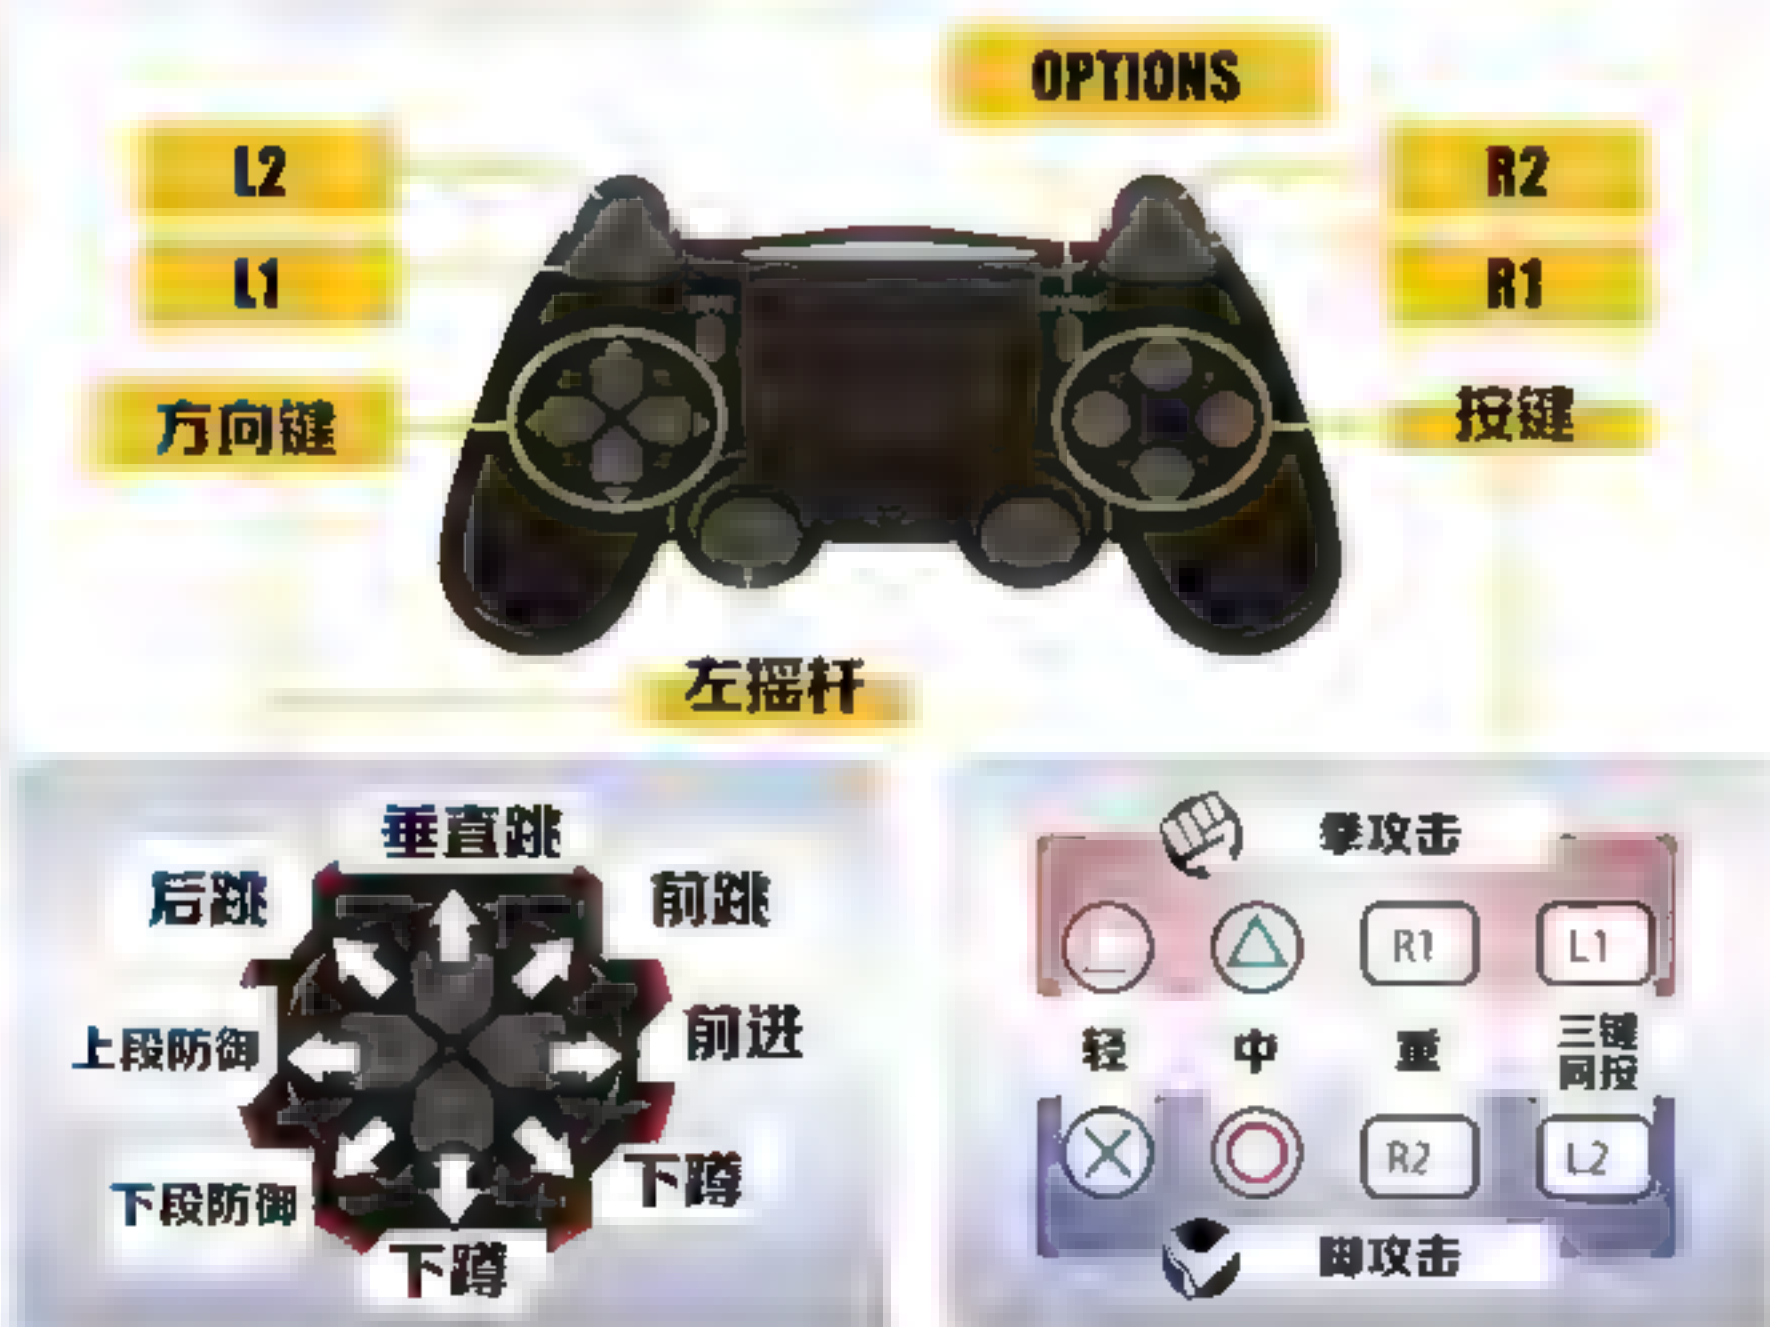 OPTIONS
L2
R2
L1
R1
方向键
按键
左摇杆
垂直跳
后跳
前跳
上段防御
前进
下段防御
下蹲
下蹲
拳攻击
R1
L1
轻
中
重
三键
同按
R2
L2
脚攻击